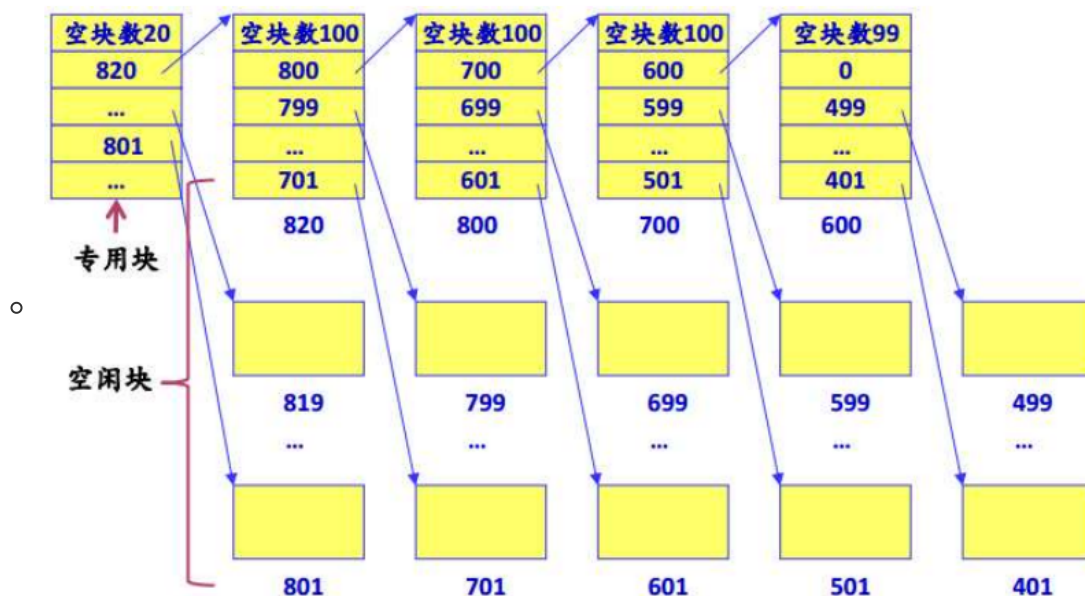 空块数20 空块数100 空块数100 空块数100 空块数99
820 800 700 600 0
... 799 699 599 499
801 ... ... ... ...
... 701 601 501 401
820 800 700 600
专用块
空闲块
819 799 699 599 499
... ... ... ... ...
801 701 601 501 401